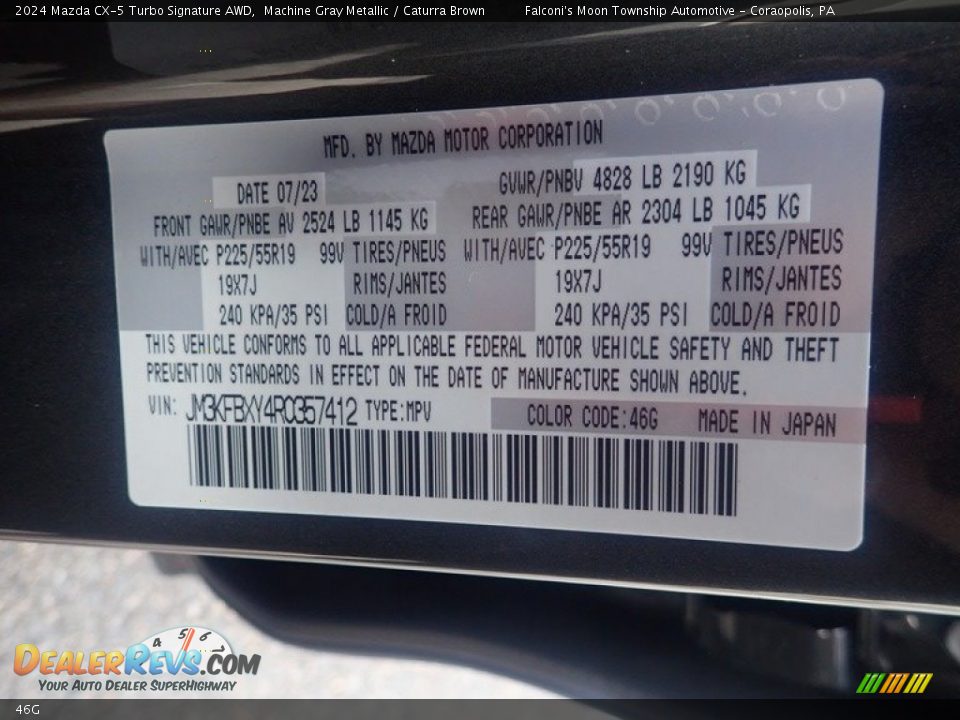 2024 Mazda CX-5 Turbo Signature AWD,  Machine Gray Metallic / Caturra Brown  Falconi's Moon Township Automotive - Coraopolis, PA
MFD. BY MAZDA MOTOR CORPORATION
DATE 07/23  GVWR/PNBV 4828 LB 2190 KG
FRONT GAWR/PNBE AV 2524 LB 1145 KG  REAR GAWR/PNBE AR 2304 LB 1045 KG
WITH/AVEC P225/55R19  99V TIRES/PNEUS  WITH/AVEC P225/55R19  99V TIRES/PNEUS
19X7J  RIMS/JANTES  19X7J  RIMS/JANTES
240 KPA/35 PSI  COLD/A FROID  240 KPA/35 PSI  COLD/A FROID
THIS VEHICLE CONFORMS TO ALL APPLICABLE FEDERAL MOTOR VEHICLE SAFETY AND THEFT
PREVENTION STANDARDS IN EFFECT ON THE DATE OF MANUFACTURE SHOWN ABOVE.
VIN: JM3KFBXY4R0357412 TYPE:MPV  COLOR CODE:46G  MADE IN JAPAN
4 5 6
DEALERREVS.COM
YOUR AUTO DEALER SUPERHIGHWAY
46G